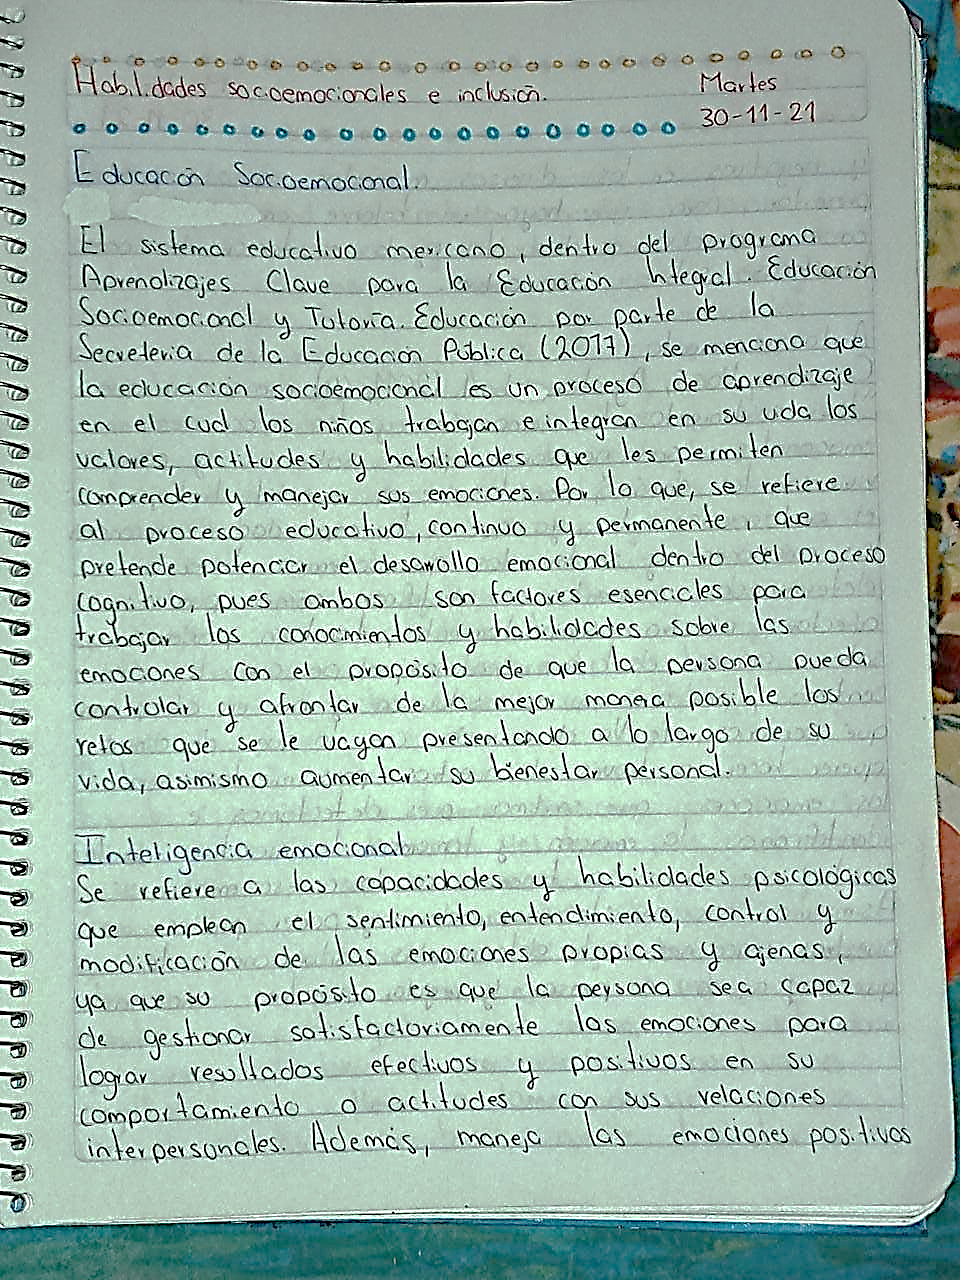 Habilidades socioemocionales e inclusión.
Martes
30-11-21
Educación Socioemocional.
El sistema educativo mexicano, dentro del programa
Aprendizajes Clave para la Educación Integral. Educación
Socioemocional y Tutoría. Educación por parte de la
Secreteria de la Educación Pública (2017), se menciona que
la educación socioemocional es un proceso de aprendizaje
en el cual los niños trabajan e integran en su vida los
valores, actitudes y habilidades que les permiten
comprender y manejar sus emociones. Por lo que, se refiere
al proceso educativo, continuo y permanente, que
pretende potenciar el desarrollo emocional dentro del proceso
cognitivo, pues ambos son factores esenciales para
trabajar los conocimientos y habilidades sobre las
emociones con el propósito de que la persona pueda
controlar y afrontar de la mejor manera posible los
retos que se le vayan presentando a lo largo de su
vida, asimismo aumentar su bienestar personal.
Inteligencia emocional
Se refiere a las capacidades y habilidades psicológicas
que emplean el sentimiento, entendimiento, control y
modificación de las emociones propias y ajenas,
ya que su propósito es que la persona sea capaz
de gestionar satisfactoriamente las emociones para
lograr resultados efectivos y positivos en su
comportamiento o actitudes con sus relaciones
interpersonales. Además, maneja las emociones positivas